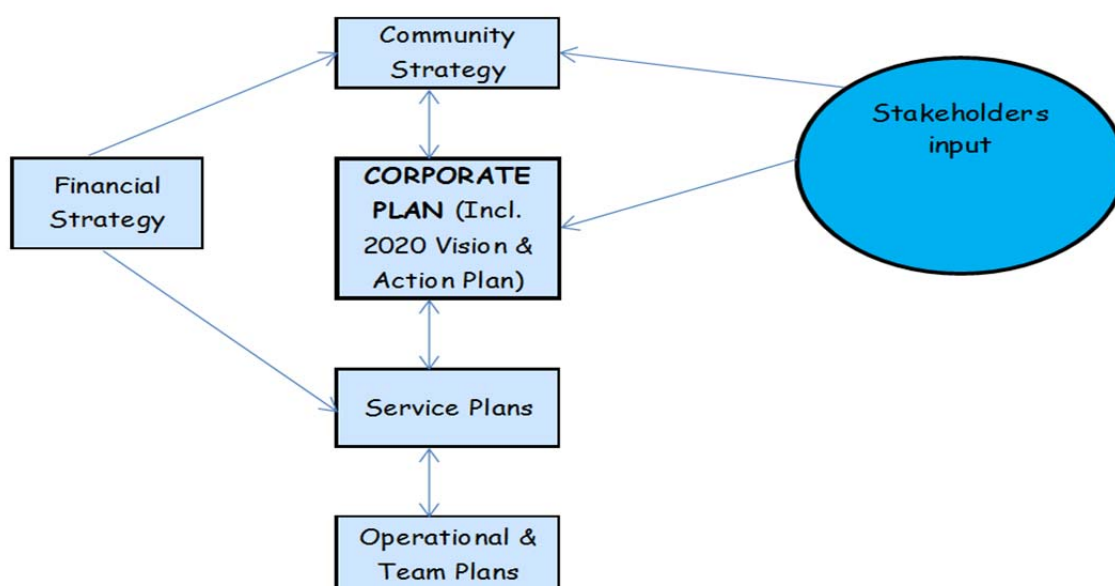 Community
Strategy
Stakeholders
input
Financial
Strategy
CORPORATE
PLAN (Incl.
2020 Vision &
Action Plan)
Service Plans
Operational &
Team Plans